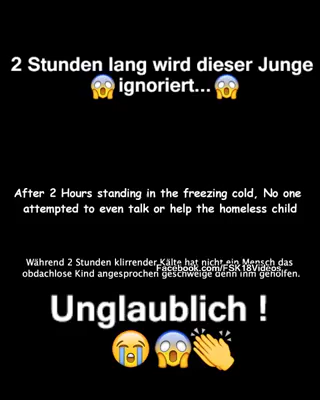 2 Stunden lang wird dieser Junge
😱ignoriert...😱
After 2 Hours standing in the freezing cold, No one
attempted to even talk or help the homeless child
Während 2 Stunden klirrender Kälte hat nicht ein Mensch das
Facebook.com/FSK18Videos
obdachlose Kind angesprochen geschweige denn ihm geholfen.
Unglaublich !
😭😱👏